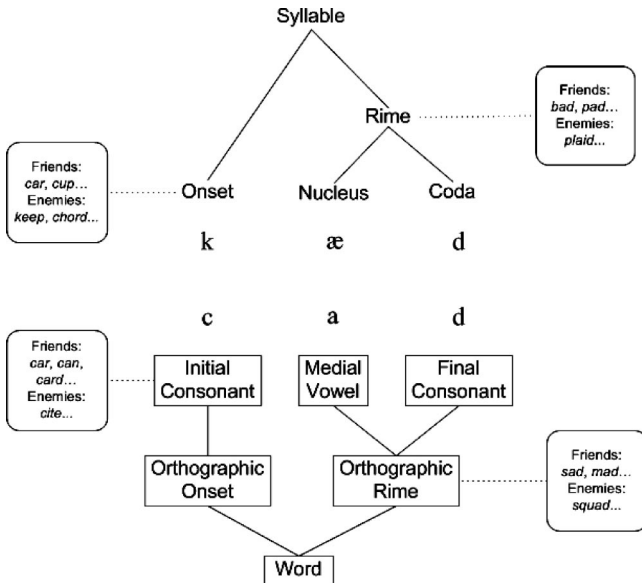 Syllable
Friends:
bad, pad...
Enemies:
plaid...
Rime
Friends:
car, cup...
Enemies:
keep, chord...
Onset
Nucleus
Coda
k
æ
d
c
a
d
Friends:
car, can,
card...
Enemies:
cite...
Initial
Consonant
Medial
Vowel
Final
Consonant
Orthographic
Onset
Orthographic
Rime
Friends:
sad, mad...
Enemies:
squad...
Word